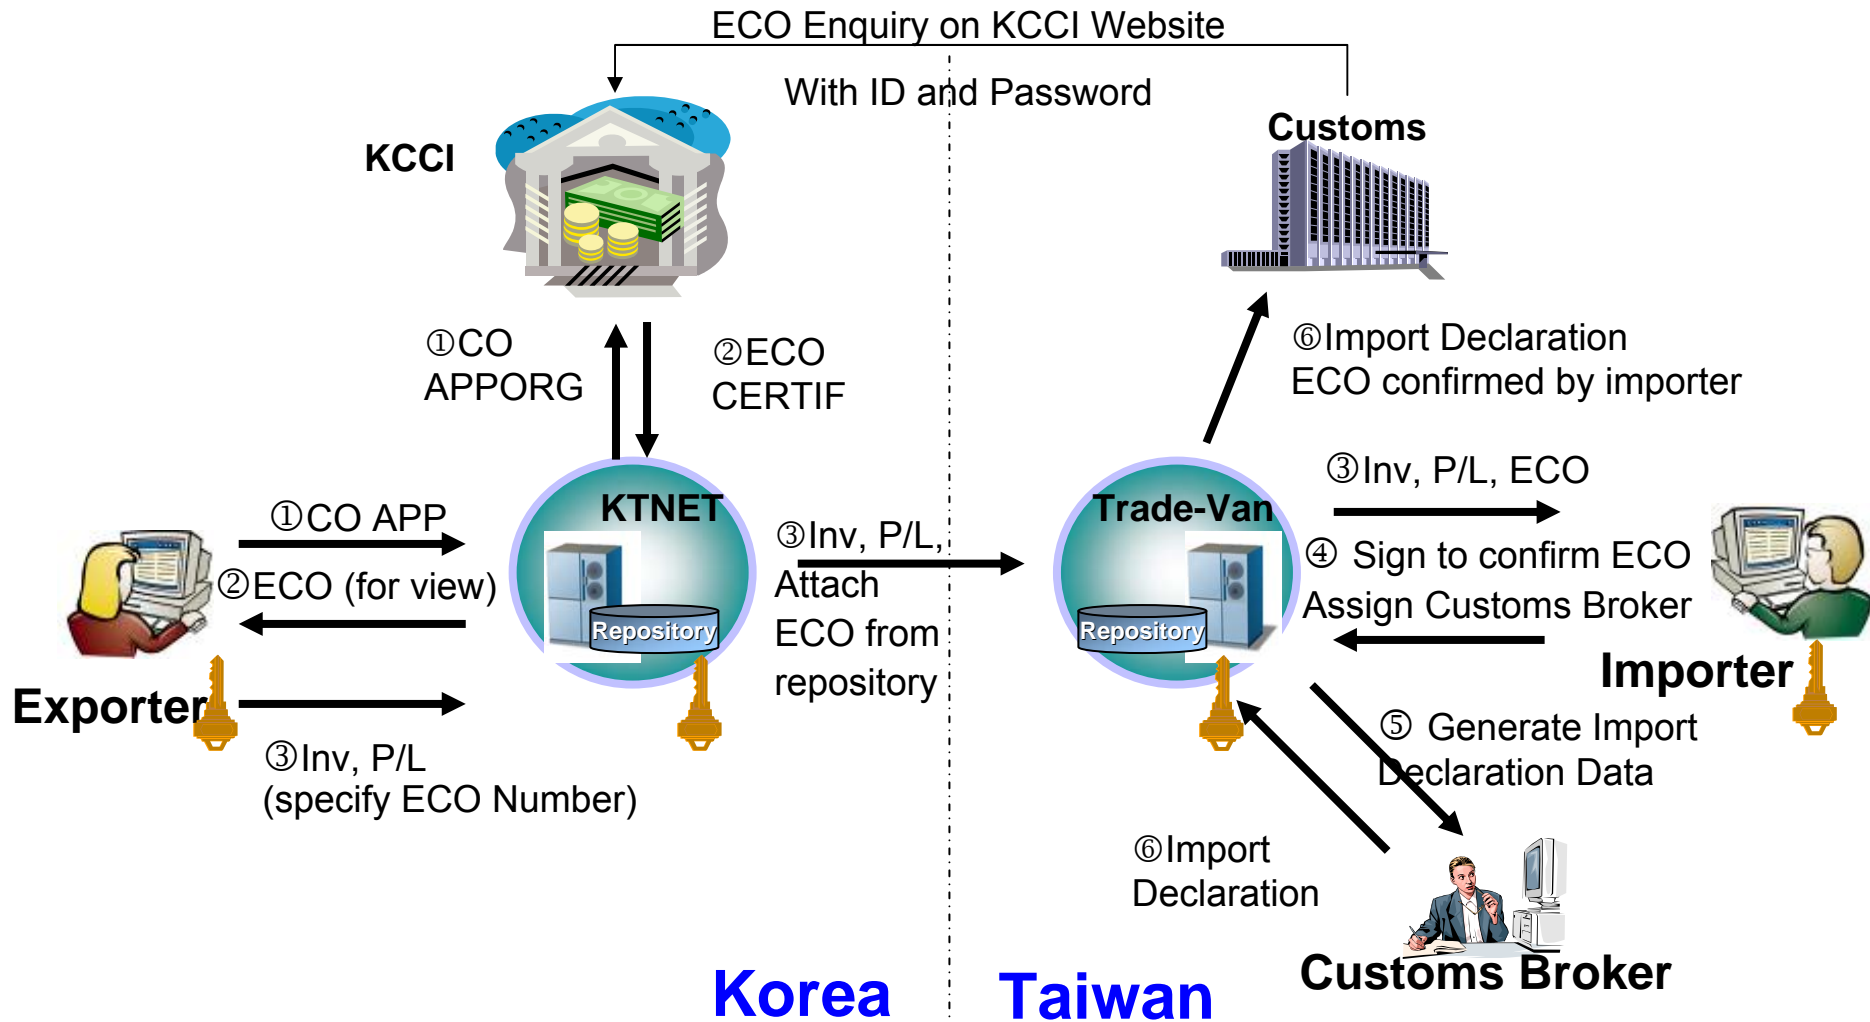 ECO Enquiry on KCCI Website
With ID and Password
KCCI
Customs
①CO
APPORG
②ECO
CERTIF
⑥Import Declaration
ECO confirmed by importer
KTNET
Repository
Trade-Van
Repository
①CO APP
②ECO (for view)
Exporter
③Inv, P/L
(specify ECO Number)
③Inv, P/L,
Attach
ECO from
repository
③Inv, P/L, ECO
④ Sign to confirm ECO
Assign Customs Broker
Importer
⑤ Generate Import
Declaration Data
⑥Import
Declaration
Customs Broker
Korea
Taiwan